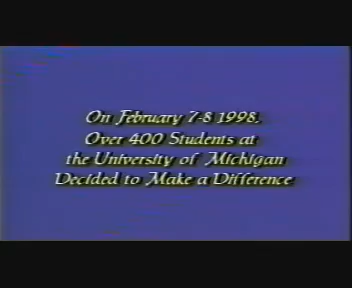 On February 7-8 1998,
Over 400 Students at
the University of Michigan
Decided to Make a Difference